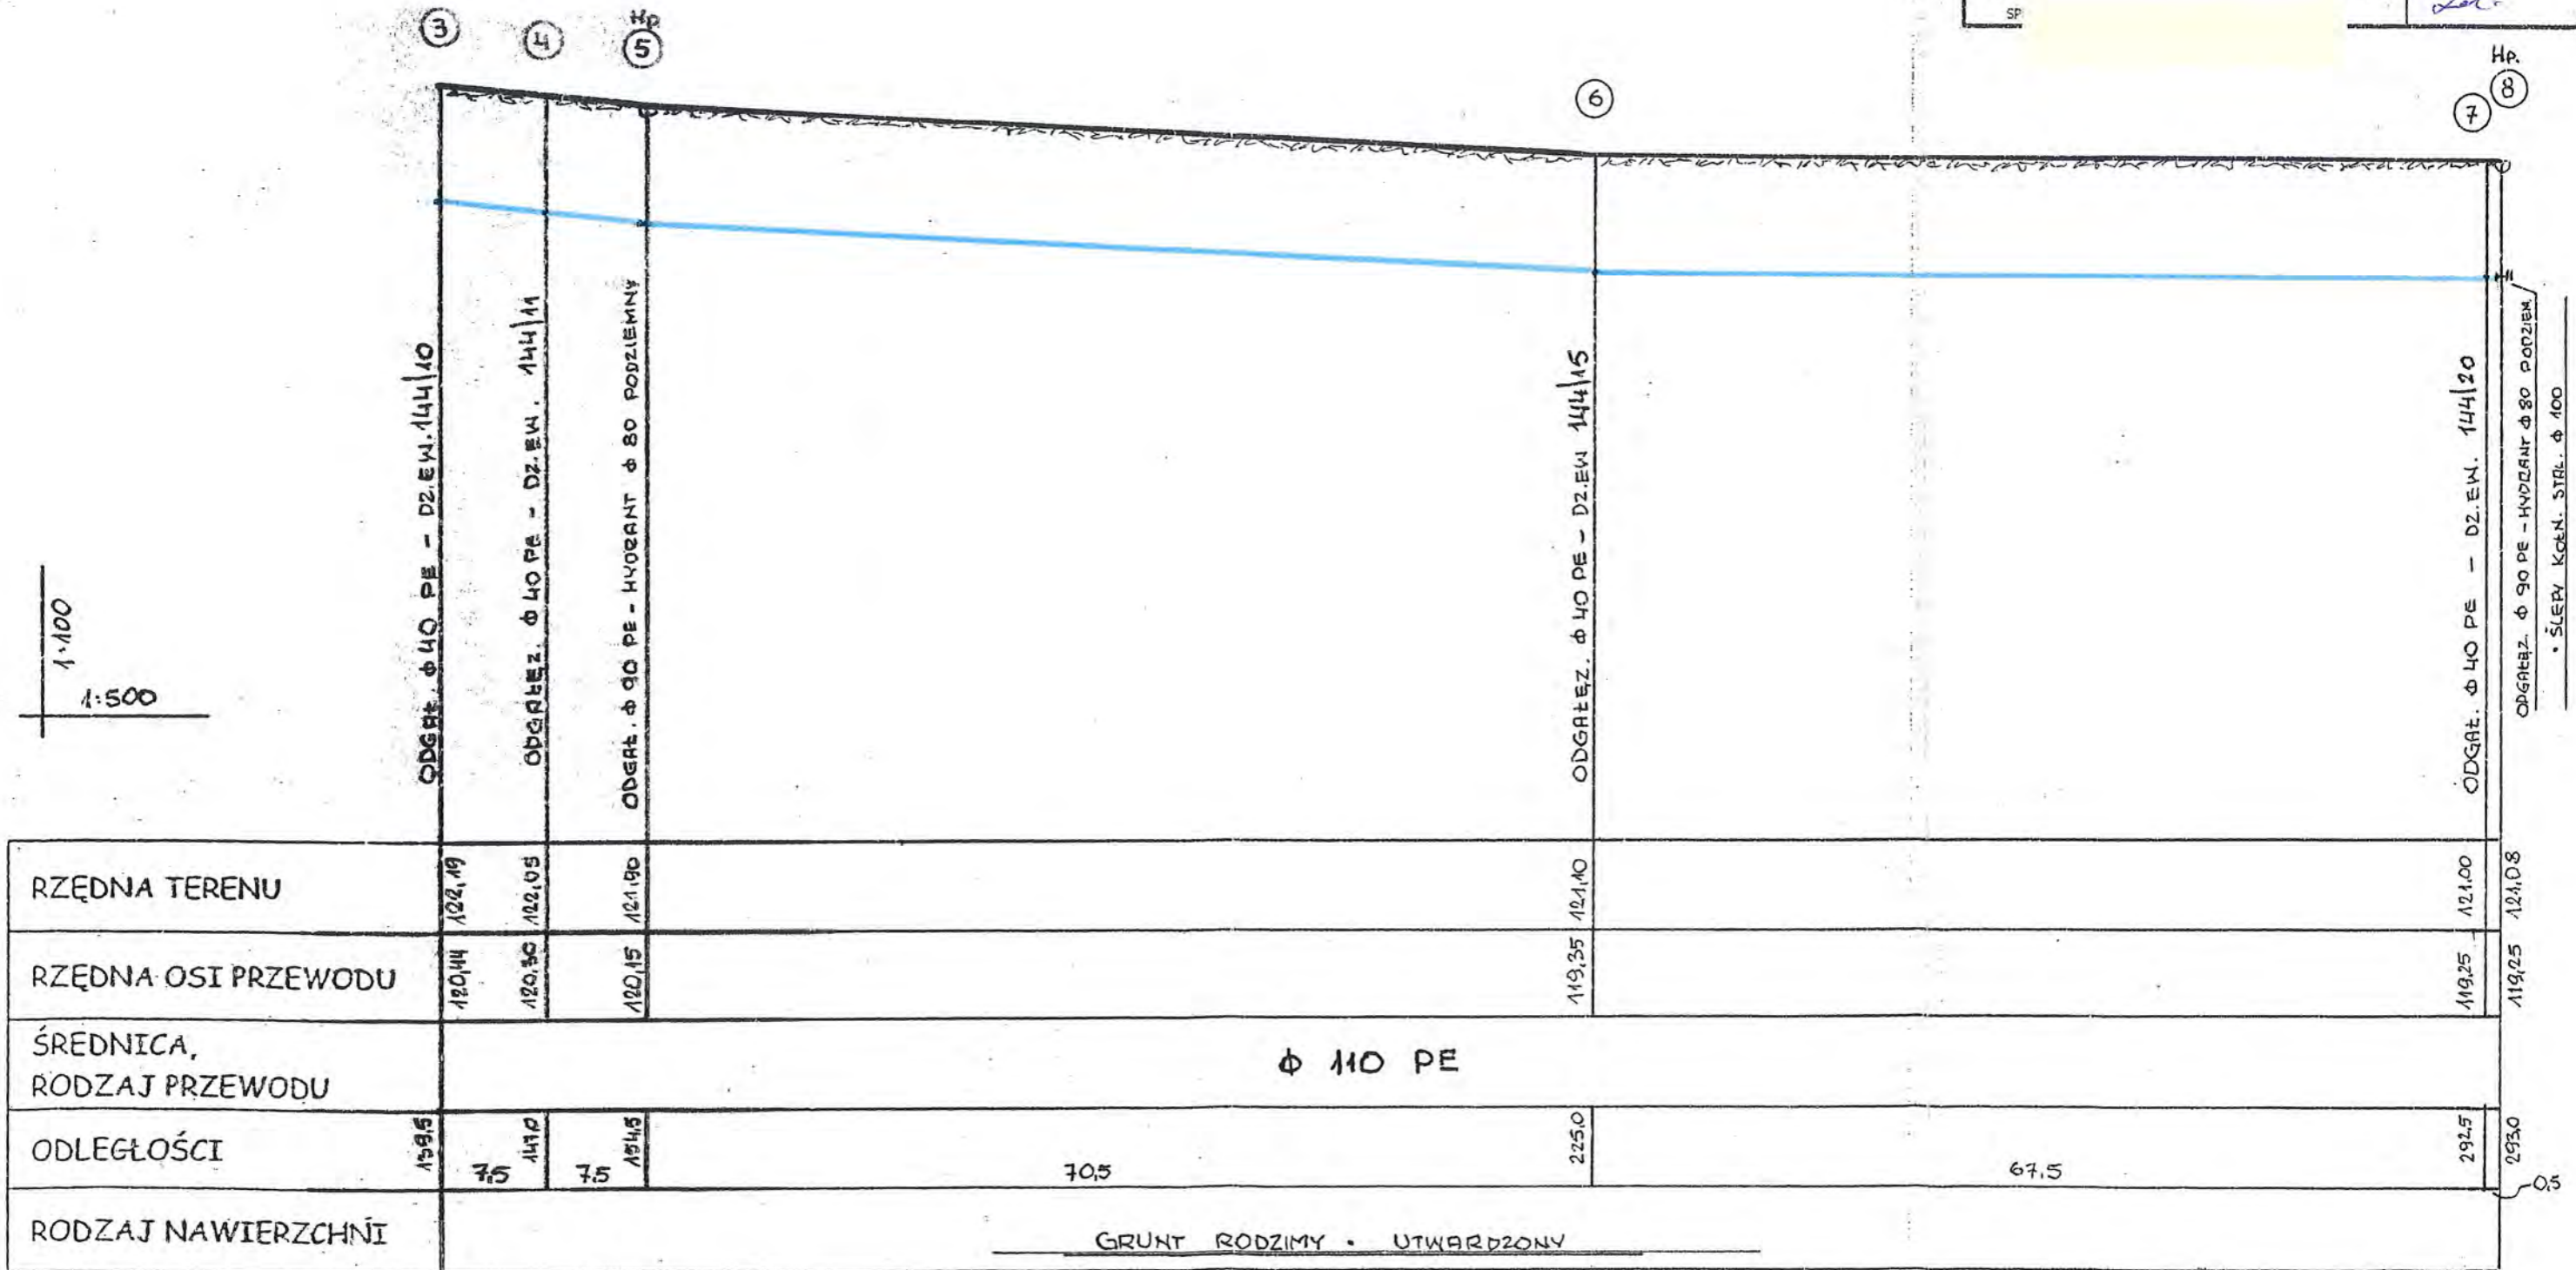 SP
3
4
HP
5
6
7
HP.
8
ODGAŁ. ϕ 40 PE - DZ.EW.144/10
ODGAŁĘZ. ϕ 40 PE - DZ.EW. 144/11
ODGAŁ. ϕ 90 PE - HYDRANT ϕ 80 PODZIEMNY
ODGAŁĘZ. ϕ 40 PE - DZ.EW 144/15
ODGAŁ. ϕ 40 PE - DZ.EW. 144/20
ODGAŁĘZ. ϕ 90 PE - HYDRANT ϕ 80 PODZIEM
• ŚLEPY KOŁN. STAL. ϕ 100
1:100
1:500
RZĘDNA TERENU 122,19 122,05 121,90 121,10 121,00 121,08
RZĘDNA OSI PRZEWODU 120,44 120,30 120,15 119,35 119,25 119,25
ŚREDNICA,
RODZAJ PRZEWODU
ϕ 110 PE
ODLEGŁOŚCI 139,5 147,0 154,5 225,0 292,5 293,0
7,5 7,5 70,5 67,5 0,5
RODZAJ NAWIERZCHNI
GRUNT RODZIMY • UTWARDZONY